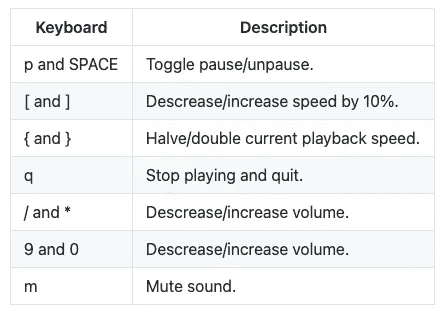 Keyboard Description
p and SPACE Toggle pause/unpause.
[ and ] Descrease/increase speed by 10%.
{ and } Halve/double current playback speed.
q Stop playing and quit.
/ and * Descrease/increase volume.
9 and 0 Descrease/increase volume.
m Mute sound.